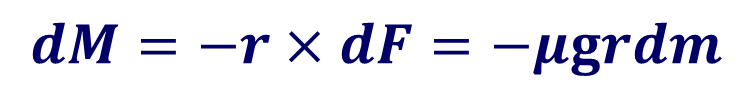 dM = −r × dF = −μgrdm